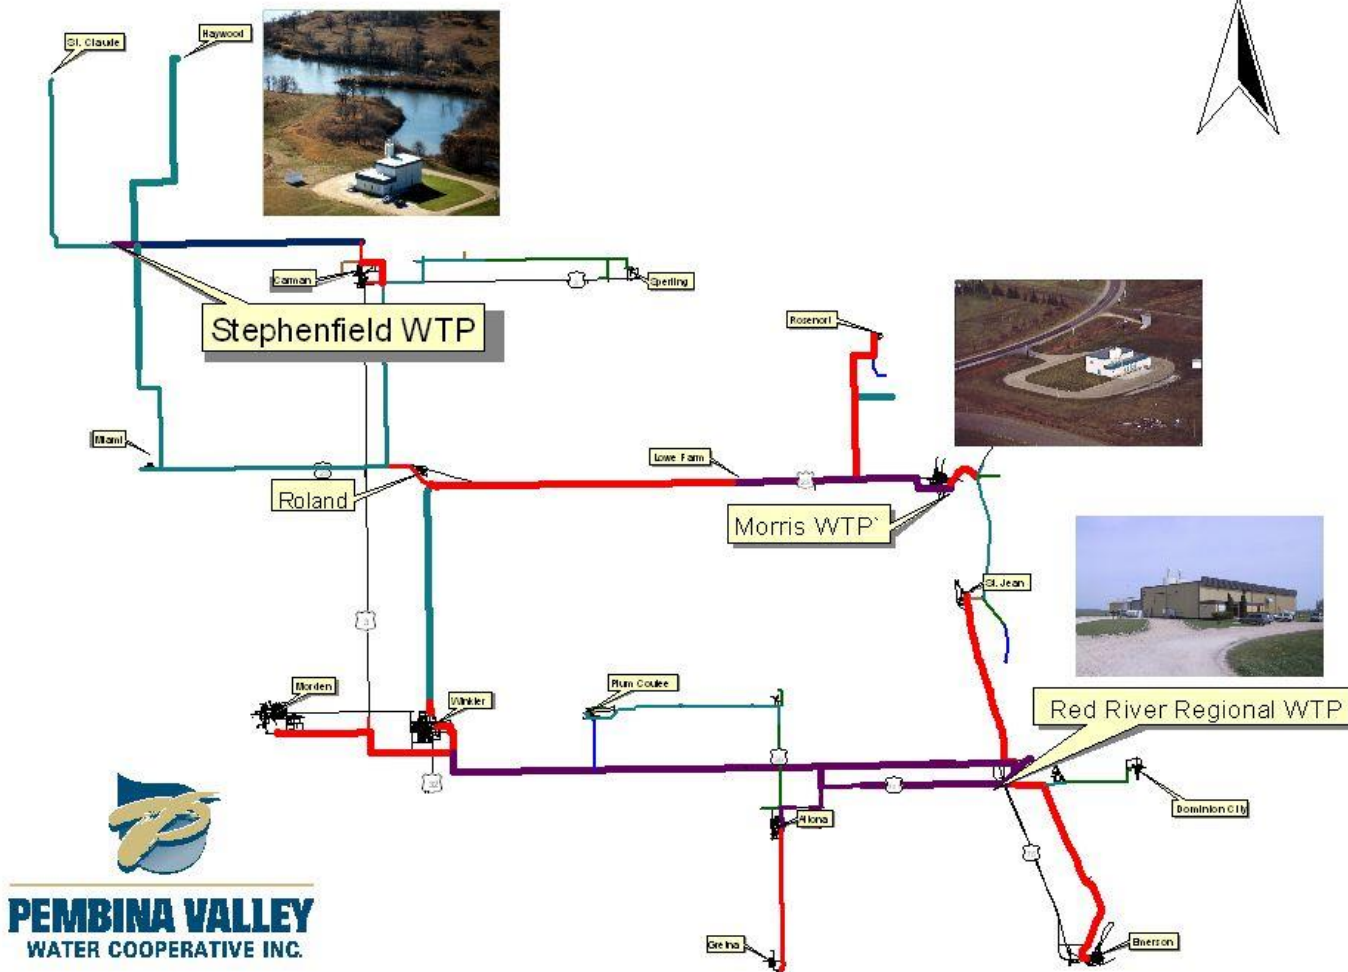 St. Claude
Haywood
Carman
Sperling
Stephenfield WTP
Rosenort
Miami
Lowe Farm
Roland
Morris WTP`
St. Jean
Morden
Winkler
Plum Coulee
Red River Regional WTP
Dominion City
Altona
Gretna
Emerson
PEMBINA VALLEY
WATER COOPERATIVE INC.